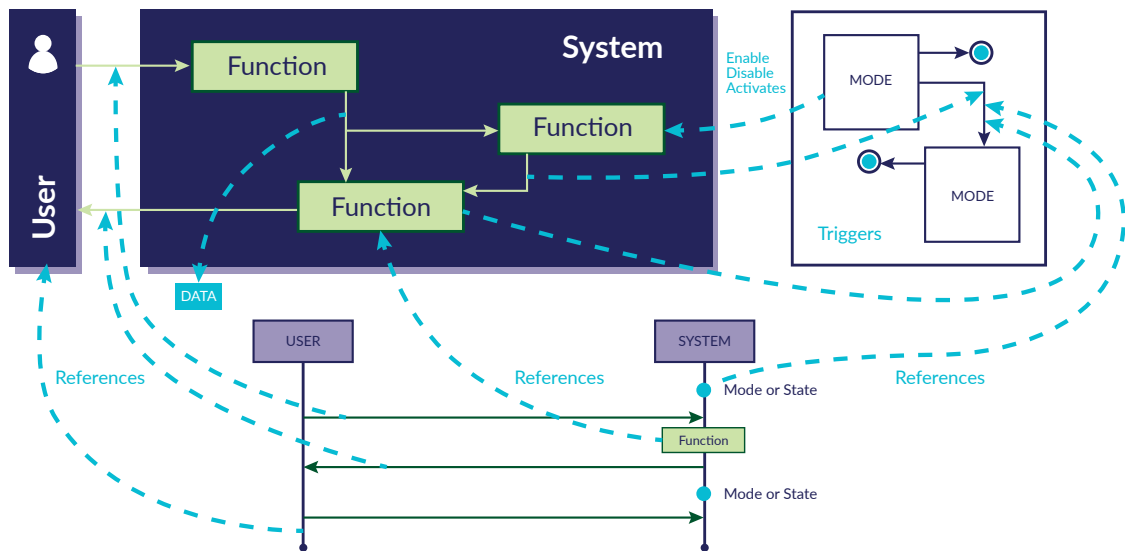 System
Function
Function
Function
User
DATA
Enable
Disable
Activates
MODE
MODE
Triggers
USER
SYSTEM
References
References
References
Mode or State
Function
Mode or State